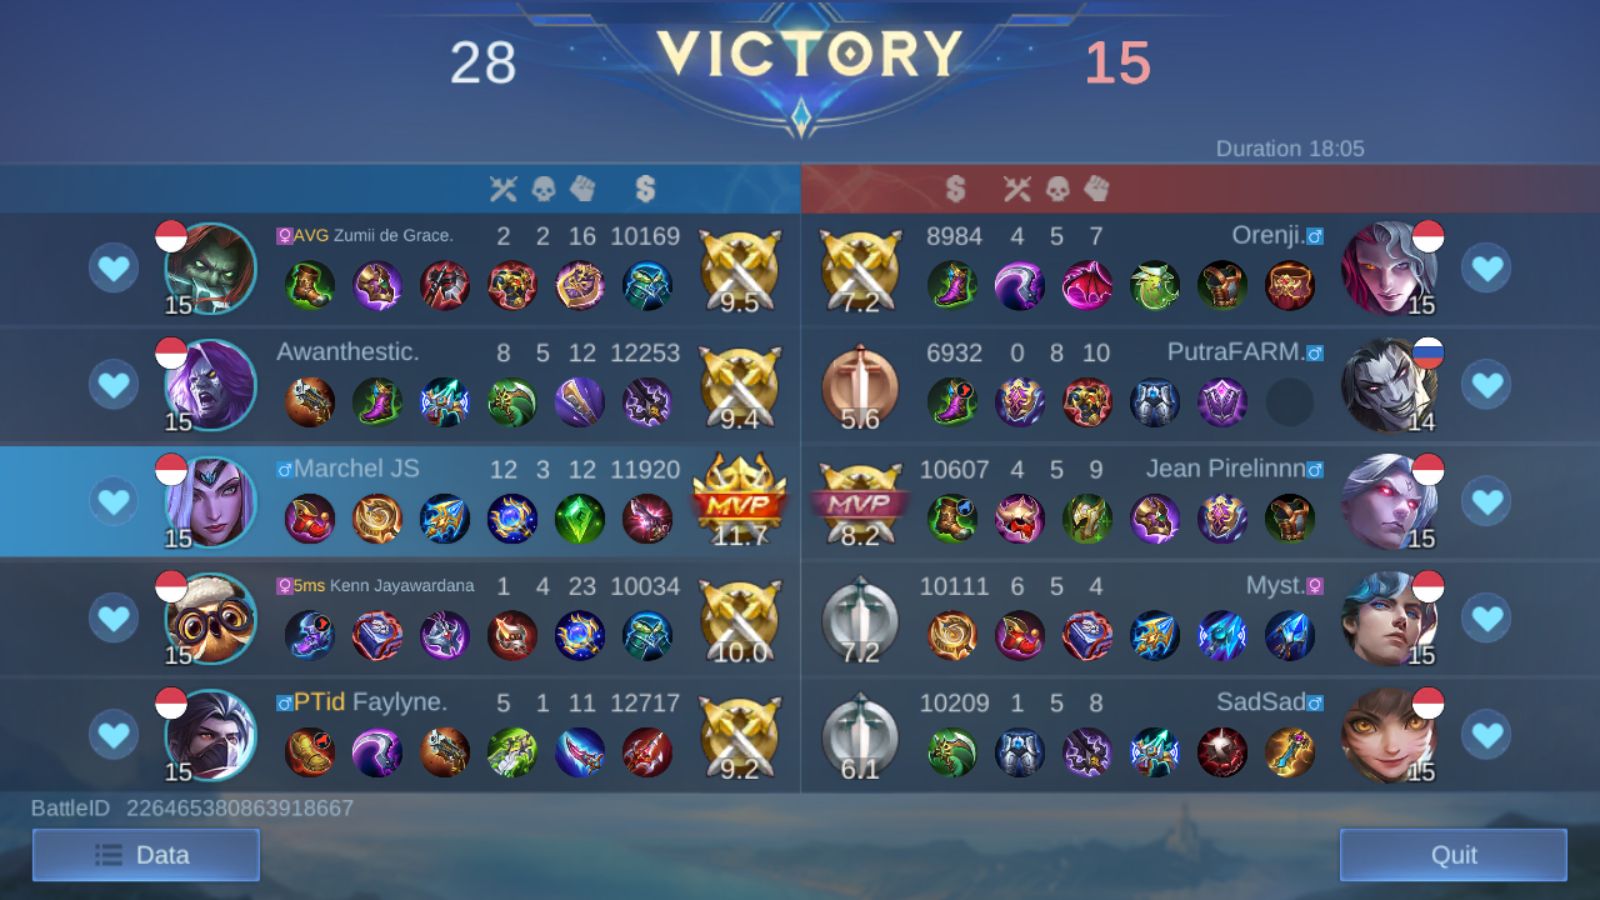 28 VICTORY 15
Duration 18:05
AVG Zumii de Grace. 2 2 16 10169
15 9.5
8984 4 5 7 Orenji.
7.2 15
Awanthestic. 8 5 12 12253
15 9.4
6932 0 8 10 PutraFARM.
5.6 14
Marchel JS 12 3 12 11920
MVP
15 11.7
10607 4 5 9 Jean Pirelinnn
MVP
8.2 15
5ms Kenn Jayawardana 1 4 23 10034
15 10.0
10111 6 5 4 Myst.
7.2 15
PTid Faylyne. 5 1 11 12717
15 9.2
10209 1 5 8 SadSad
6.1 15
BattleID 226465380863918667
Data
Quit